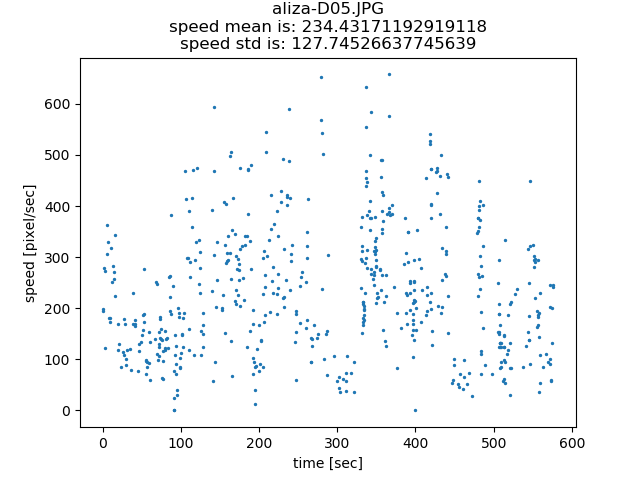 aliza-D05.JPG
speed mean is: 234.43171192919118
speed std is: 127.74526637745639
600
500
400
300
200
100
0
speed [pixel/sec]
0 100 200 300 400 500 600
time [sec]